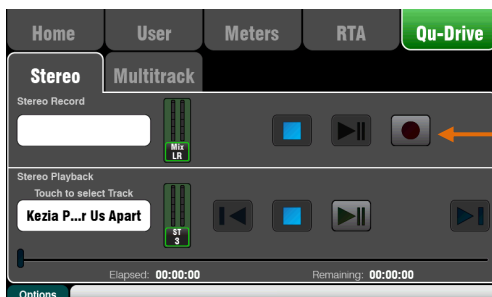 Home User Meters RTA Qu-Drive
Stereo Multitrack
Stereo Record
Mix
LR
Stereo Playback
Touch to select Track
Kezia P...r Us Apart
ST
3
Elapsed: 00:00:00 Remaining: 00:00:00
Options